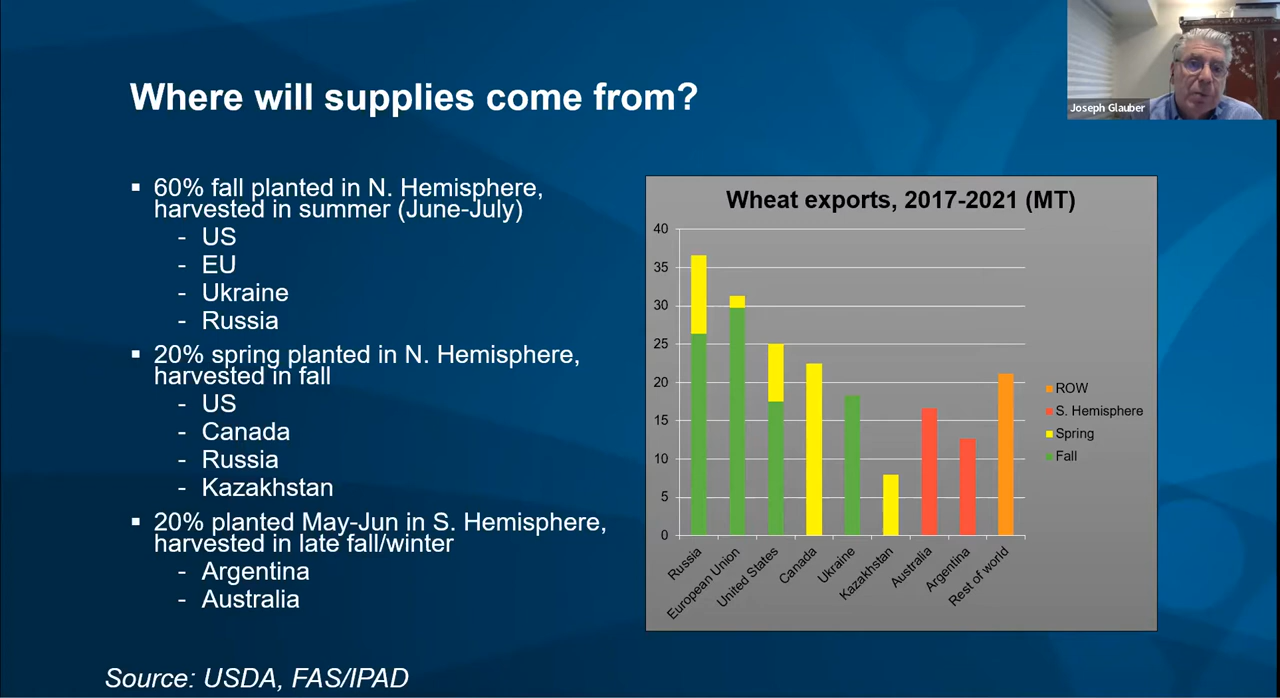 Where will supplies come from?
Joseph Glauber
▪ 60% fall planted in N. Hemisphere,
harvested in summer (June-July)
- US
- EU
- Ukraine
- Russia
▪ 20% spring planted in N. Hemisphere,
harvested in fall
- US
- Canada
- Russia
- Kazakhstan
▪ 20% planted May-Jun in S. Hemisphere,
harvested in late fall/winter
- Argentina
- Australia
Source: USDA, FAS/IPAD
Wheat exports, 2017-2021 (MT)
40
35
30
25
20
15
10
5
0
Russia
European Union
United States
Canada
Ukraine
Kazakhstan
Australia
Argentina
Rest of world
ROW
S. Hemisphere
Spring
Fall